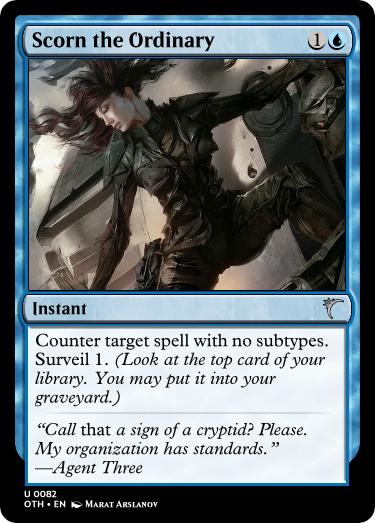 Scorn the Ordinary 1
Instant
Counter target spell with no subtypes.
Surveil 1. (Look at the top card of your
library. You may put it into your
graveyard.)
“Call that a sign of a cryptid? Please.
My organization has standards.”
—Agent Three
U 0082
OTH • EN Marat Arslanov